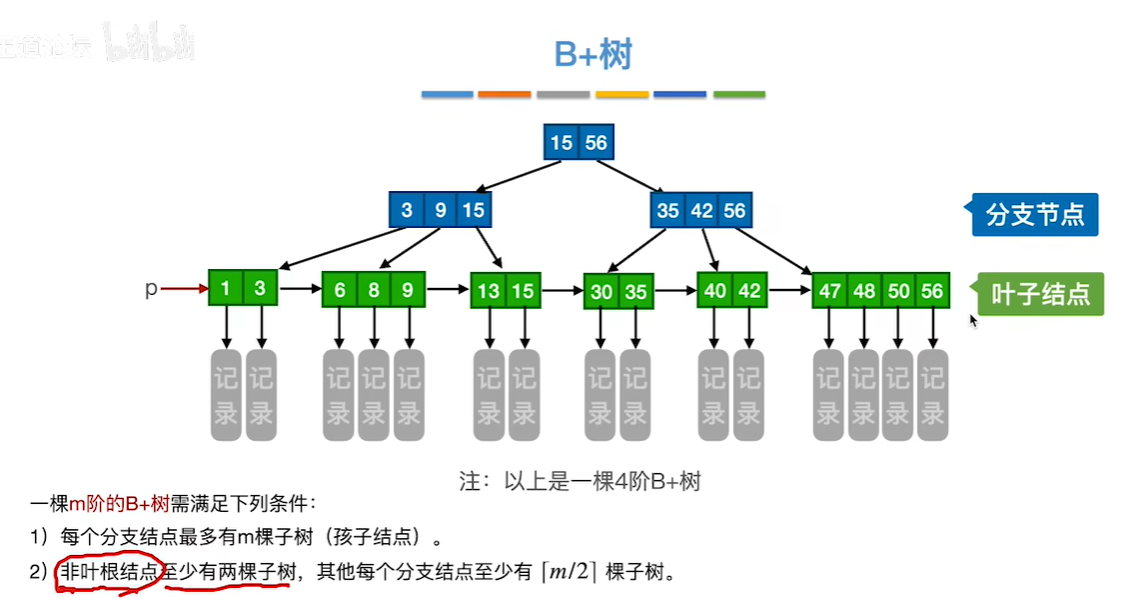 王道论坛 bilibili
B+树
15 56
3 9 15
35 42 56
分支节点
p
1 3
6 8 9
13 15
30 35
40 42
47 48 50 56
叶子结点
记录 记录 记录 记录 记录 记录 记录 记录 记录 记录 记录 记录 记录 记录 记录
注：以上是一棵4阶B+树
一棵m阶的B+树需满足下列条件：
1）每个分支结点最多有m棵子树（孩子结点）。
2）非叶根结点至少有两棵子树，其他每个分支结点至少有 ⌈m/2⌉ 棵子树。